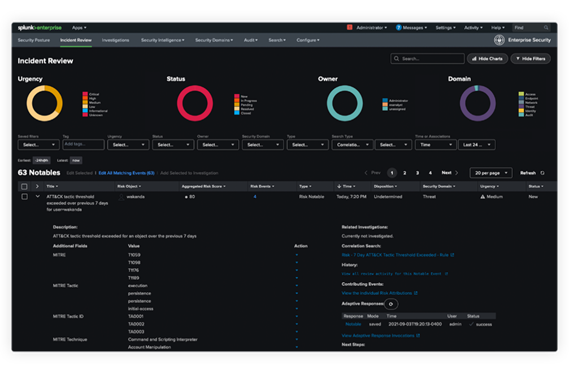 splunk>enterprise Apps
Administrator Messages Settings Activity Help Find
Security Posture Incident Review Investigations Security Intelligence Security Domains Audit Search Configure Enterprise Security
Incident Review
Search... Hide Charts Hide Filters
Urgency Status Owner Domain
Critical
High
Medium
Low
Informational
Unknown
New
In Progress
Pending
Resolved
Closed
Administrator
unassigned
Access
Endpoint
Network
Threat
Identity
Audit
Saved filters Tag Urgency Status Owner Security Domain Type Search Type Time or Associations
Select... Add tags... Select... Select... Select... Select... Select... Correlatio... Select... Time Last 24 ...
63 Notables Edit Selected Edit All Matching Events (63) Add Selected to Investigation
Prev 1 2 3 4 Next 20 per page Refresh
Title Risk Object Aggregated Risk Score Risk Events Type Time Disposition Security Domain Urgency Status
ATT&CK tactic threshold exceeded over previous 7 days for user=wekanda wekanda 80 4 Risk Notable Today, 7:20 PM Undetermined Threat Medium New
Description:
ATT&CK tactic threshold exceeded for an object over the previous 7 days
Additional Fields Value Action
MITRE T1059
T1098
T1176
MITRE Tactic execution
persistence
persistence
initial access
MITRE Tactic ID TA0001
TA0002
TA0003
MITRE Technique Command and Scripting Interpreter
Account Manipulation
Related Investigations:
Currently not investigated.
Correlation Search:
Risk - 7 Day ATT&CK Tactic Threshold Exceeded - Rule
History:
View all review activity for this Notable Event
Contributing Events:
View the individual Risk Attributions
Adaptive Responses:
Response Mode Time User Status
Notable saved 2021-09-03T19:20:13-0400 admin success
View Adaptive Response Invocations
Next Steps: